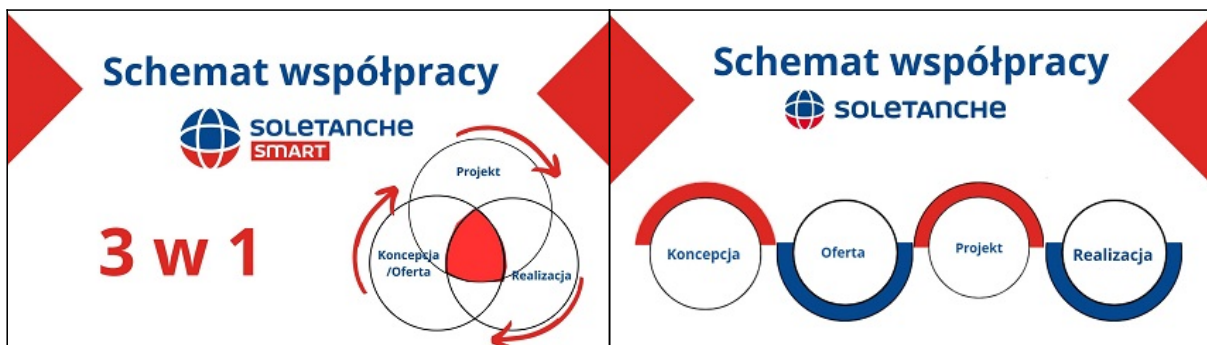 Schemat współpracy
SOLETANCHE
SMART
3 w 1
Projekt
Koncepcja
/Oferta
Realizacja
Schemat współpracy
SOLETANCHE
Koncepcja
Oferta
Projekt
Realizacja